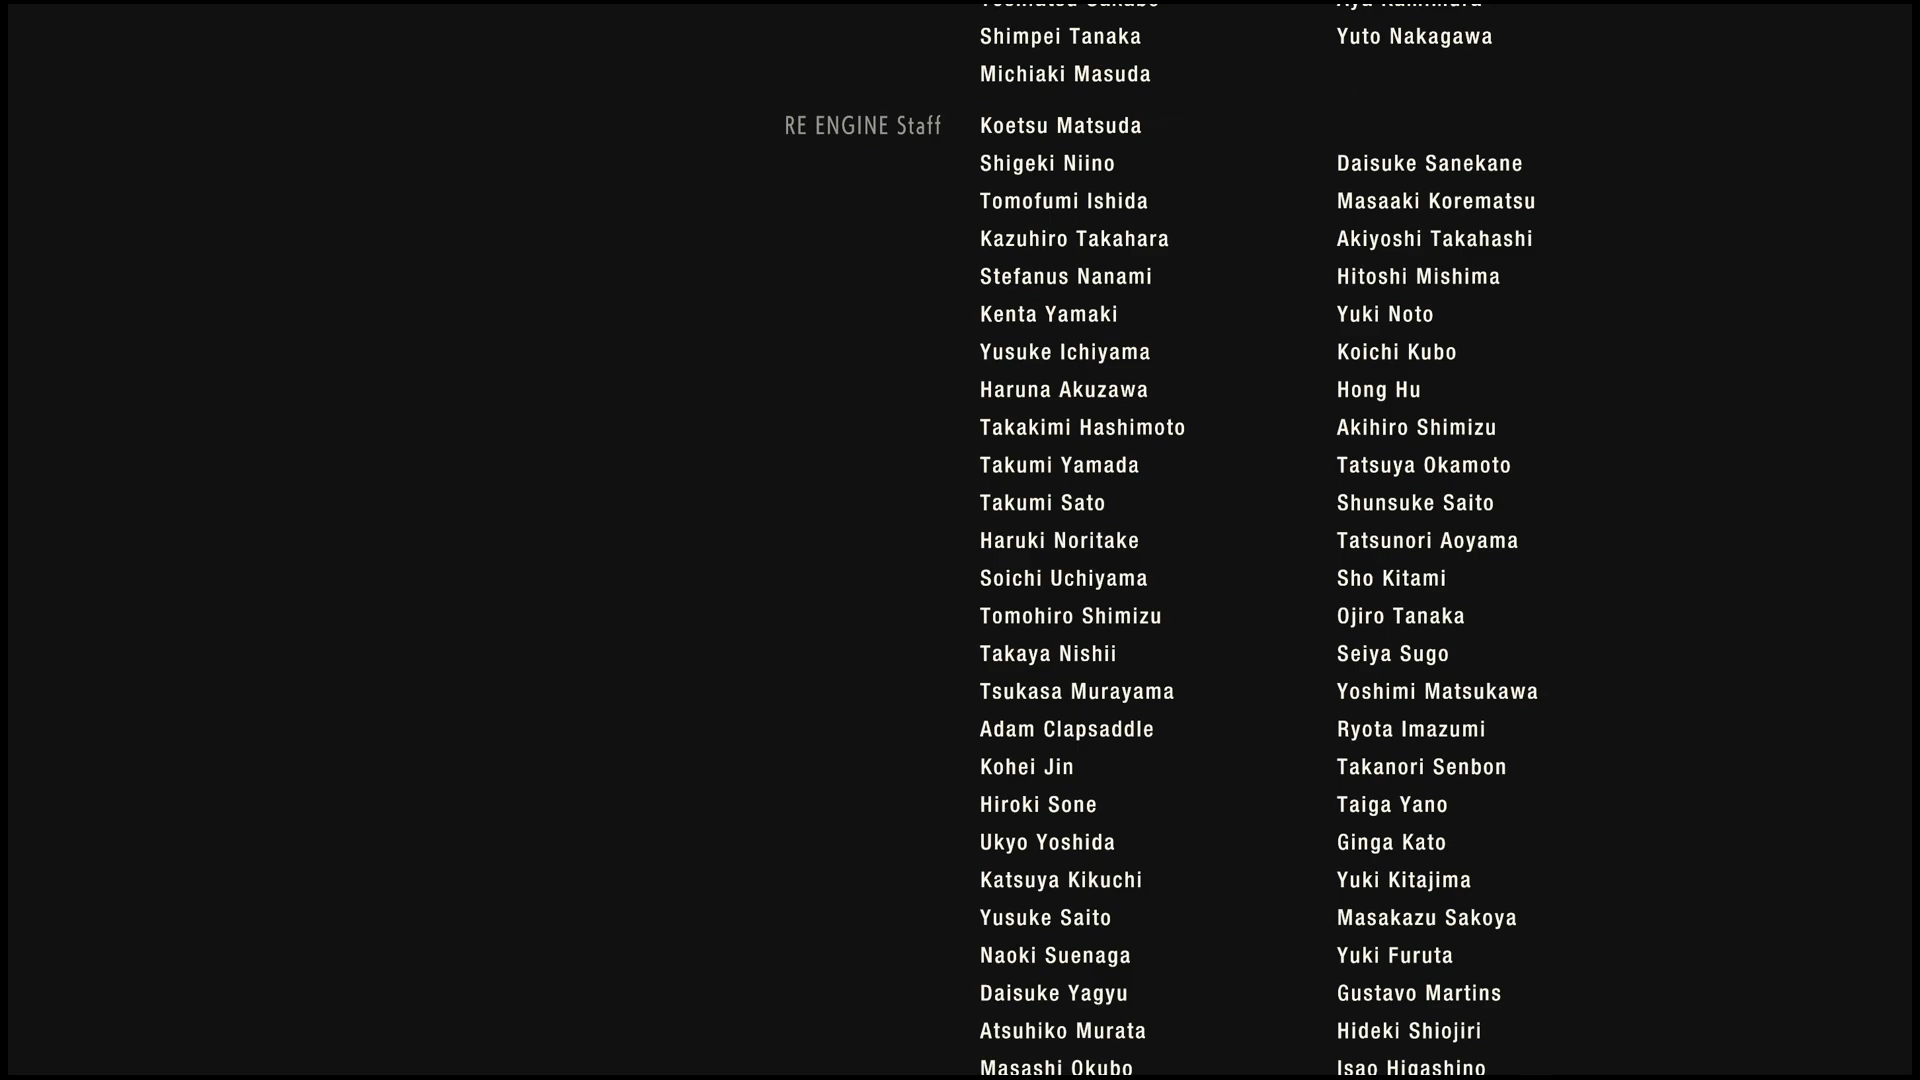 Shimpei Tanaka Yuto Nakagawa
Michiaki Masuda
RE ENGINE Staff Koetsu Matsuda
Shigeki Niino Daisuke Sanekane
Tomofumi Ishida Masaaki Korematsu
Kazuhiro Takahara Akiyoshi Takahashi
Stefanus Nanami Hitoshi Mishima
Kenta Yamaki Yuki Noto
Yusuke Ichiyama Koichi Kubo
Haruna Akuzawa Hong Hu
Takakimi Hashimoto Akihiro Shimizu
Takumi Yamada Tatsuya Okamoto
Takumi Sato Shunsuke Saito
Haruki Noritake Tatsunori Aoyama
Soichi Uchiyama Sho Kitami
Tomohiro Shimizu Ojiro Tanaka
Takaya Nishii Seiya Sugo
Tsukasa Murayama Yoshimi Matsukawa
Adam Clapsaddle Ryota Imazumi
Kohei Jin Takanori Senbon
Hiroki Sone Taiga Yano
Ukyo Yoshida Ginga Kato
Katsuya Kikuchi Yuki Kitajima
Yusuke Saito Masakazu Sakoya
Naoki Suenaga Yuki Furuta
Daisuke Yagyu Gustavo Martins
Atsuhiko Murata Hideki Shiojiri
Masashi Okubo Isao Higashino